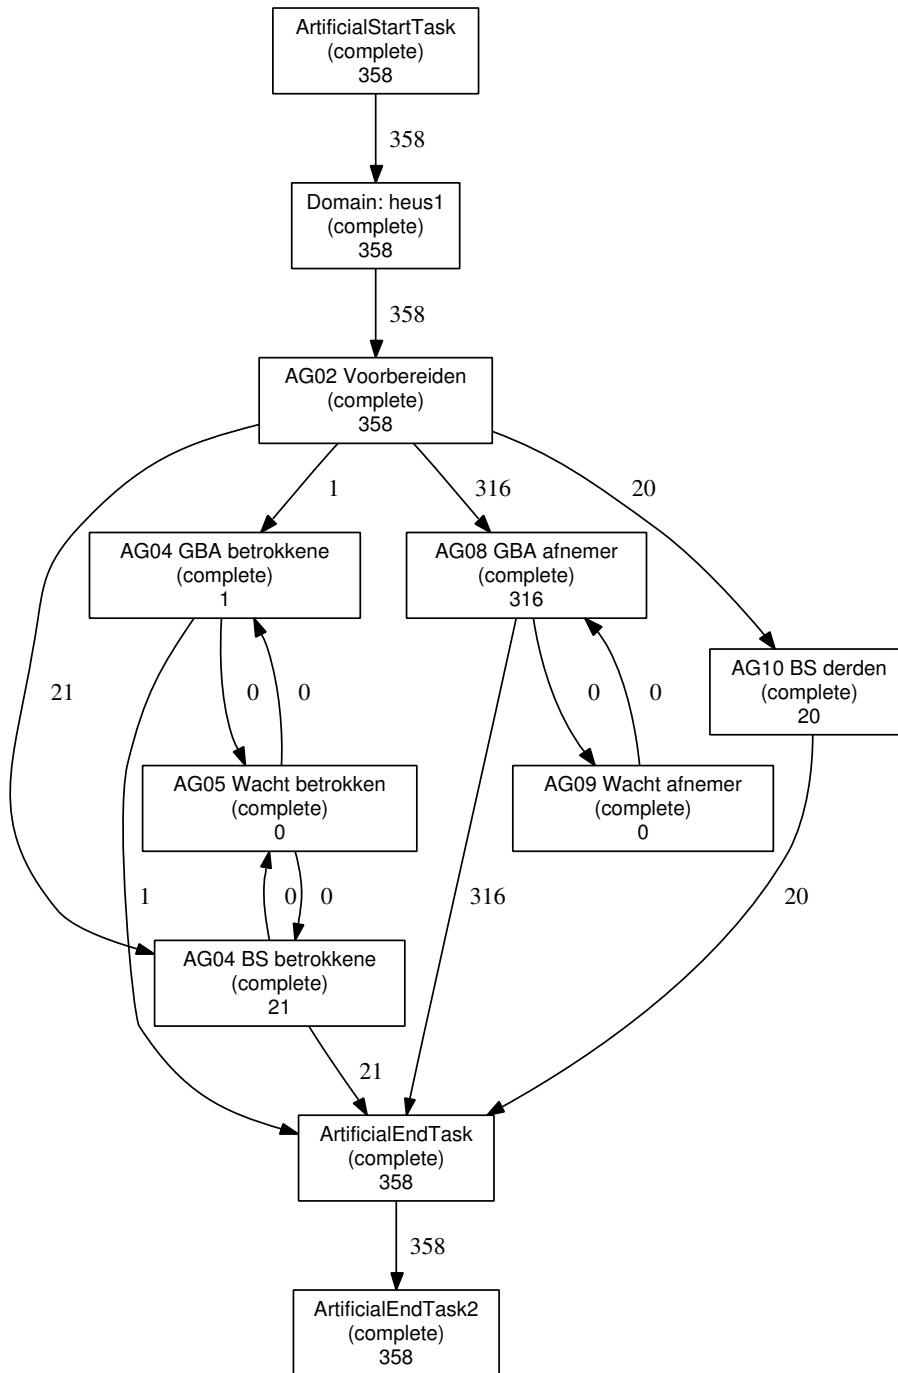 ArtificialStartTask
(complete)
358
358
Domain: heus1
(complete)
358
358
AG02 Voorbereiden
(complete)
358
1
316
20
AG04 GBA betrokkene
(complete)
1
AG08 GBA afnemer
(complete)
316
21
0
0
0
0
AG10 BS derden
(complete)
20
AG05 Wacht betrokken
(complete)
0
AG09 Wacht afnemer
(complete)
0
1
0
0
316
20
AG04 BS betrokkene
(complete)
21
21
ArtificialEndTask
(complete)
358
358
ArtificialEndTask2
(complete)
358